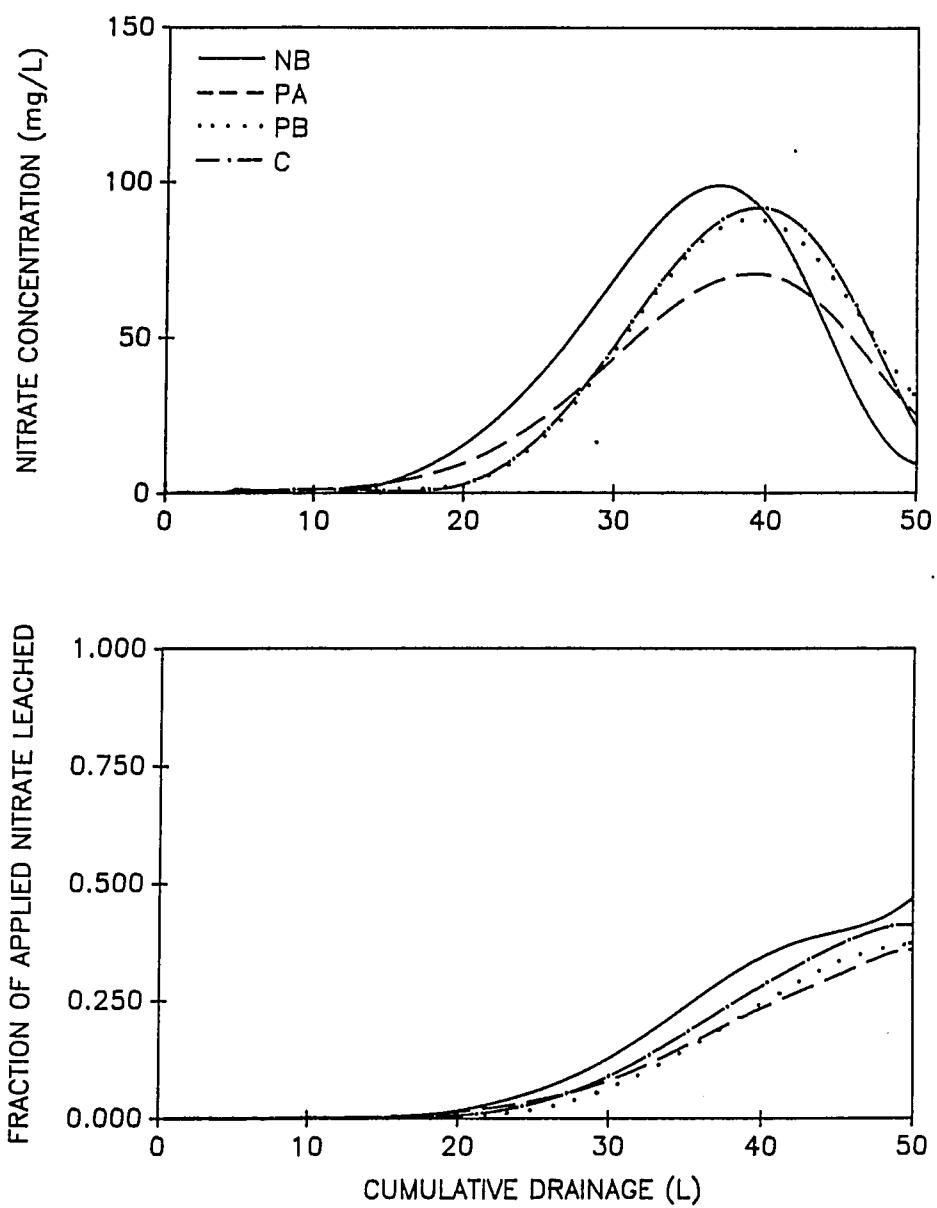 NITRATE CONCENTRATION (mg/L)
150
100
50
0
NB
PA
PB
C
0 10 20 30 40 50
FRACTION OF APPLIED NITRATE LEACHED
1.000
0.750
0.500
0.250
0.000
0 10 20 30 40 50
CUMULATIVE DRAINAGE (L)